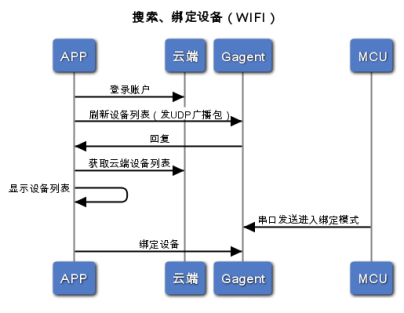 搜索、绑定设备（WIFI）
APP 云端 Gagent MCU
登录账户
刷新设备列表（发UDP广播包）
回复
获取云端设备列表
显示设备列表
串口发送进入绑定模式
绑定设备
APP 云端 Gagent MCU